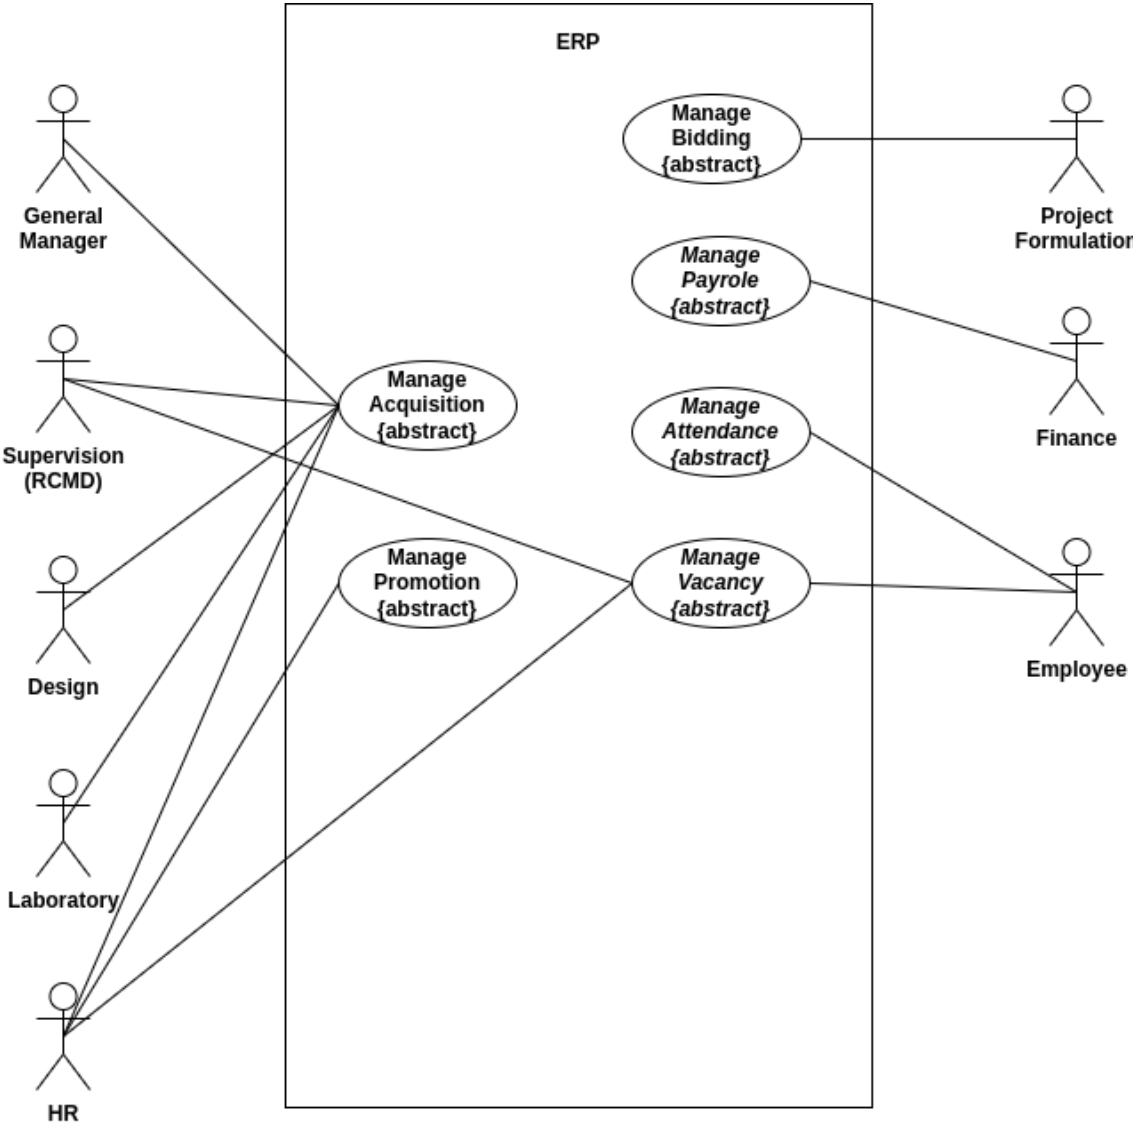 ERP
General
Manager
Supervision
(RCMD)
Design
Laboratory
HR
Manage
Acquisition
{abstract}
Manage
Promotion
{abstract}
Manage
Bidding
{abstract}
Manage
Payrole
{abstract}
Manage
Attendance
{abstract}
Manage
Vacancy
{abstract}
Project
Formulation
Finance
Employee